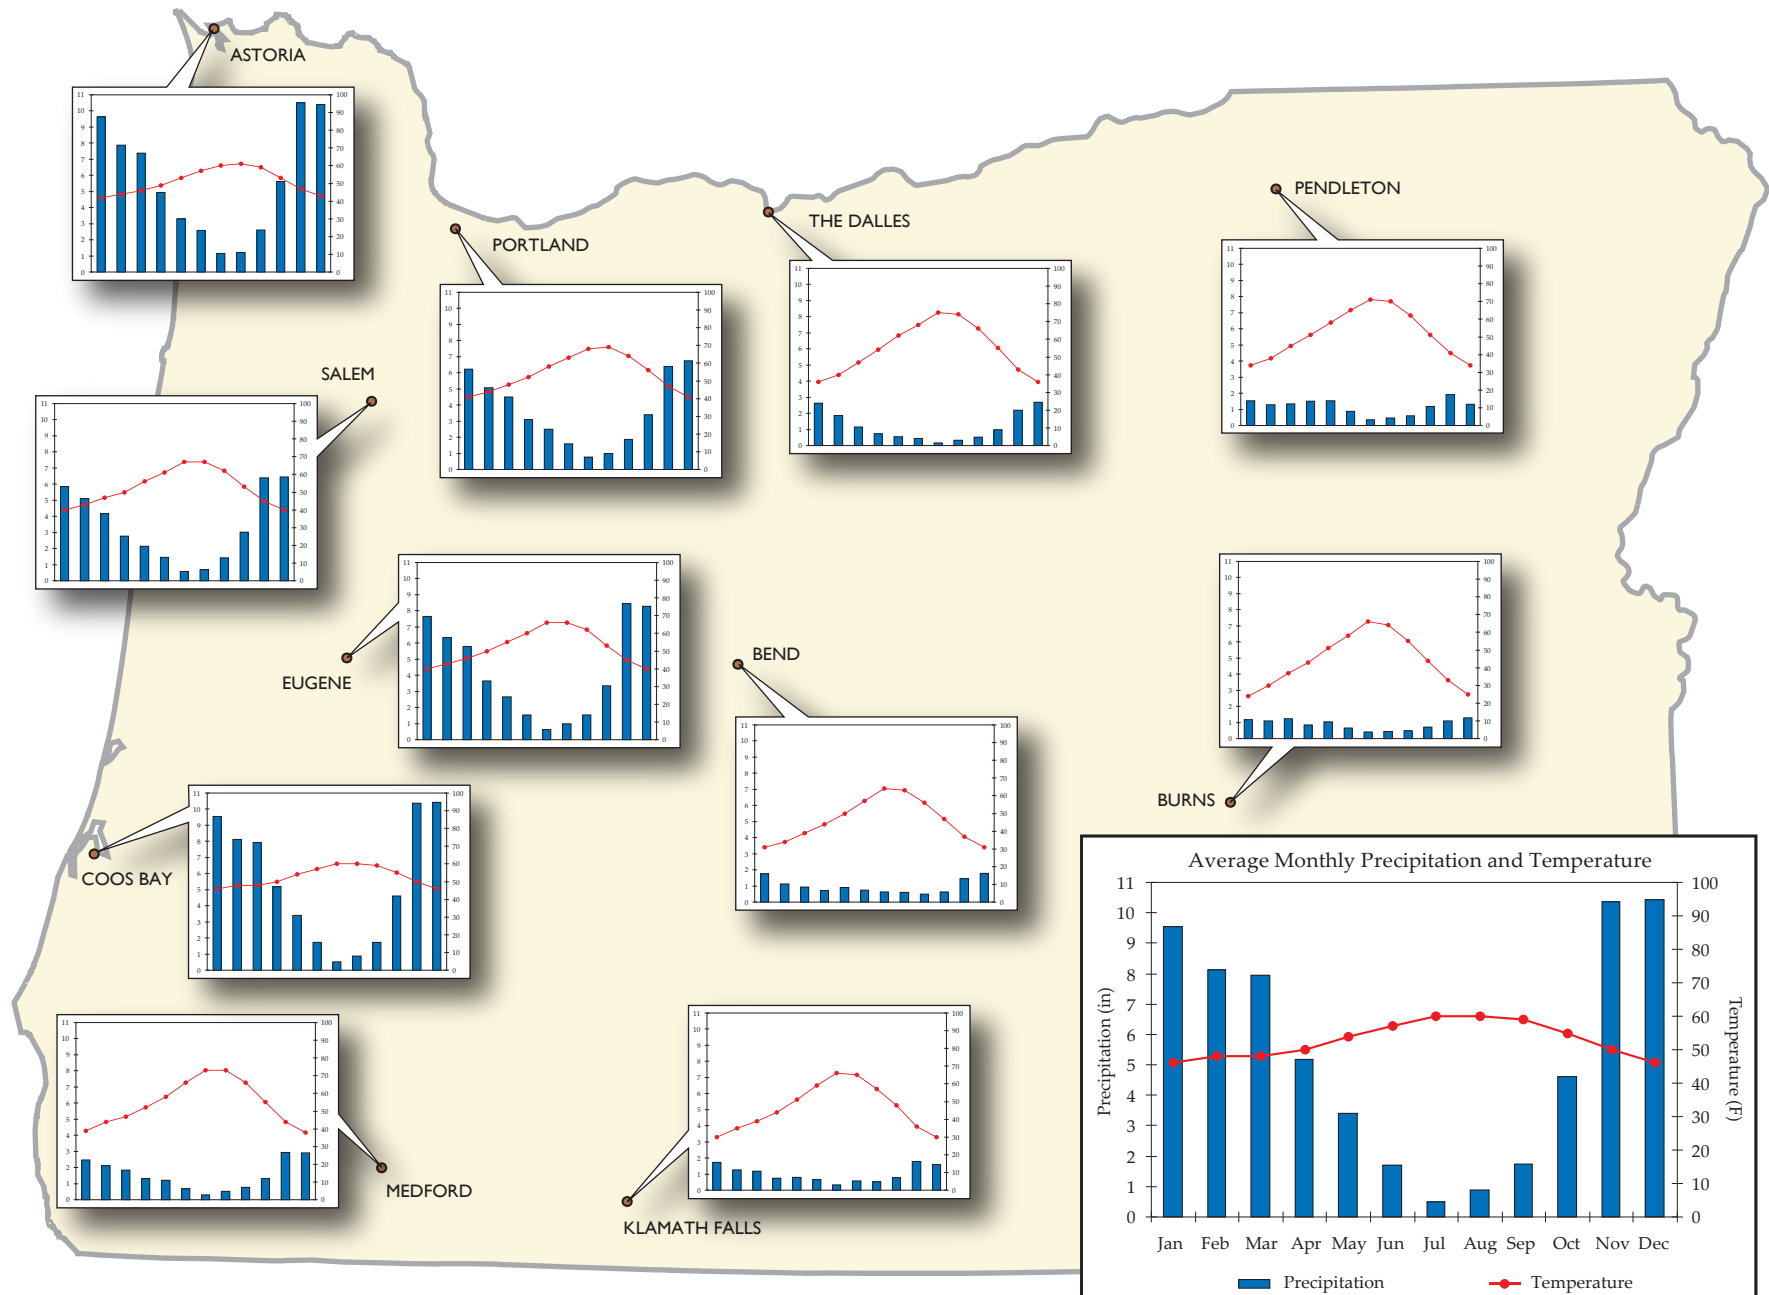 ASTORIA
PORTLAND
THE DALLES
PENDLETON
SALEM
EUGENE
BEND
BURNS
COOS BAY
MEDFORD
KLAMATH FALLS
Average Monthly Precipitation and Temperature
Precipitation (in)
11
10
9
8
7
6
5
4
3
2
1
0
Temperature (F)
100
90
80
70
60
50
40
30
20
10
0
Jan Feb Mar Apr May Jun Jul Aug Sep Oct Nov Dec
Precipitation Temperature